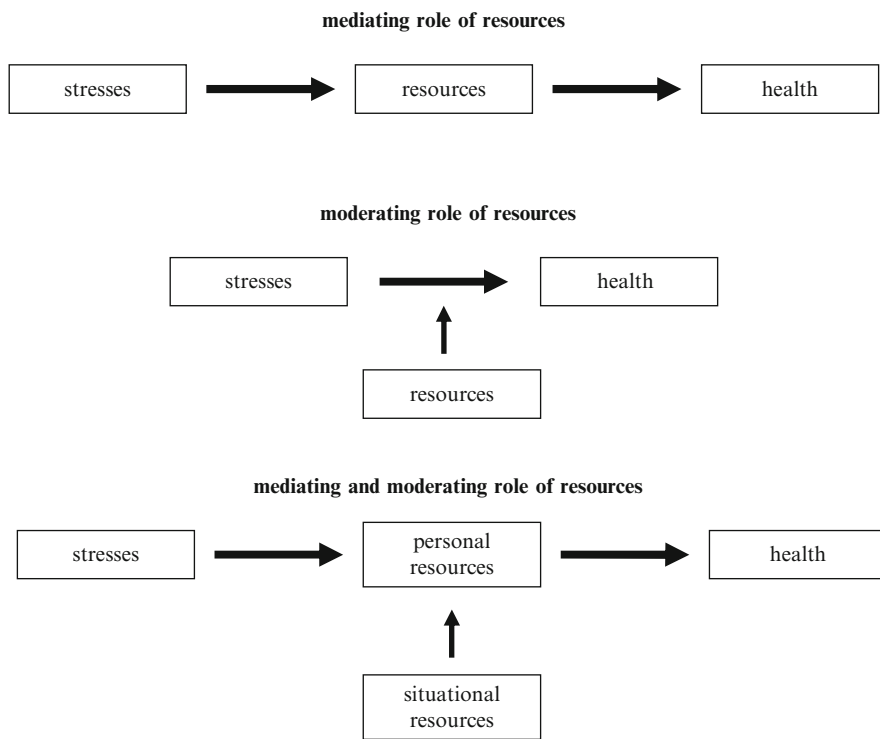 mediating role of resources
stresses resources health
moderating role of resources
stresses health
resources
mediating and moderating role of resources
stresses personal resources health
situational
resources